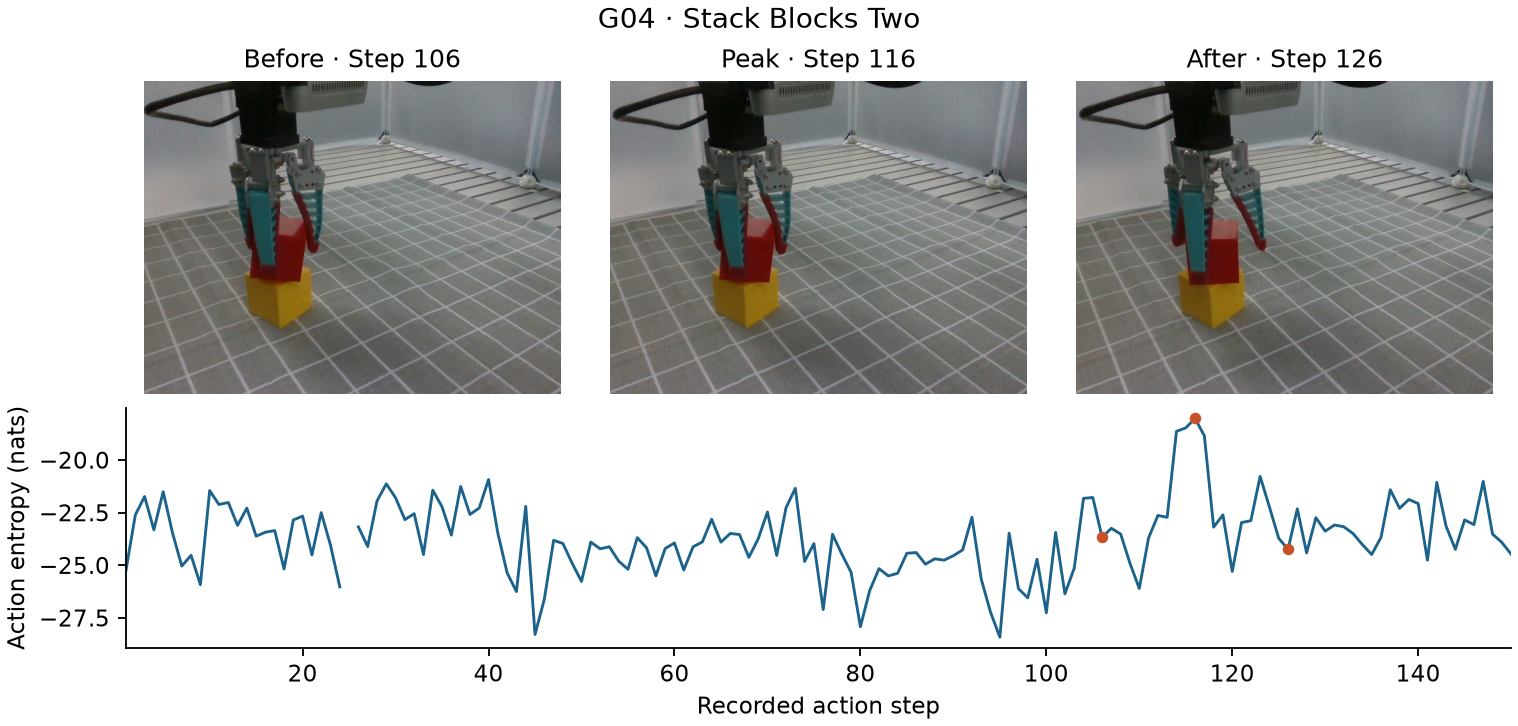 G04 · Stack Blocks Two
Before · Step 106
Peak · Step 116
After · Step 126
Action entropy (nats)
−20.0
−22.5
−25.0
−27.5
20
40
60
80
100
120
140
Recorded action step